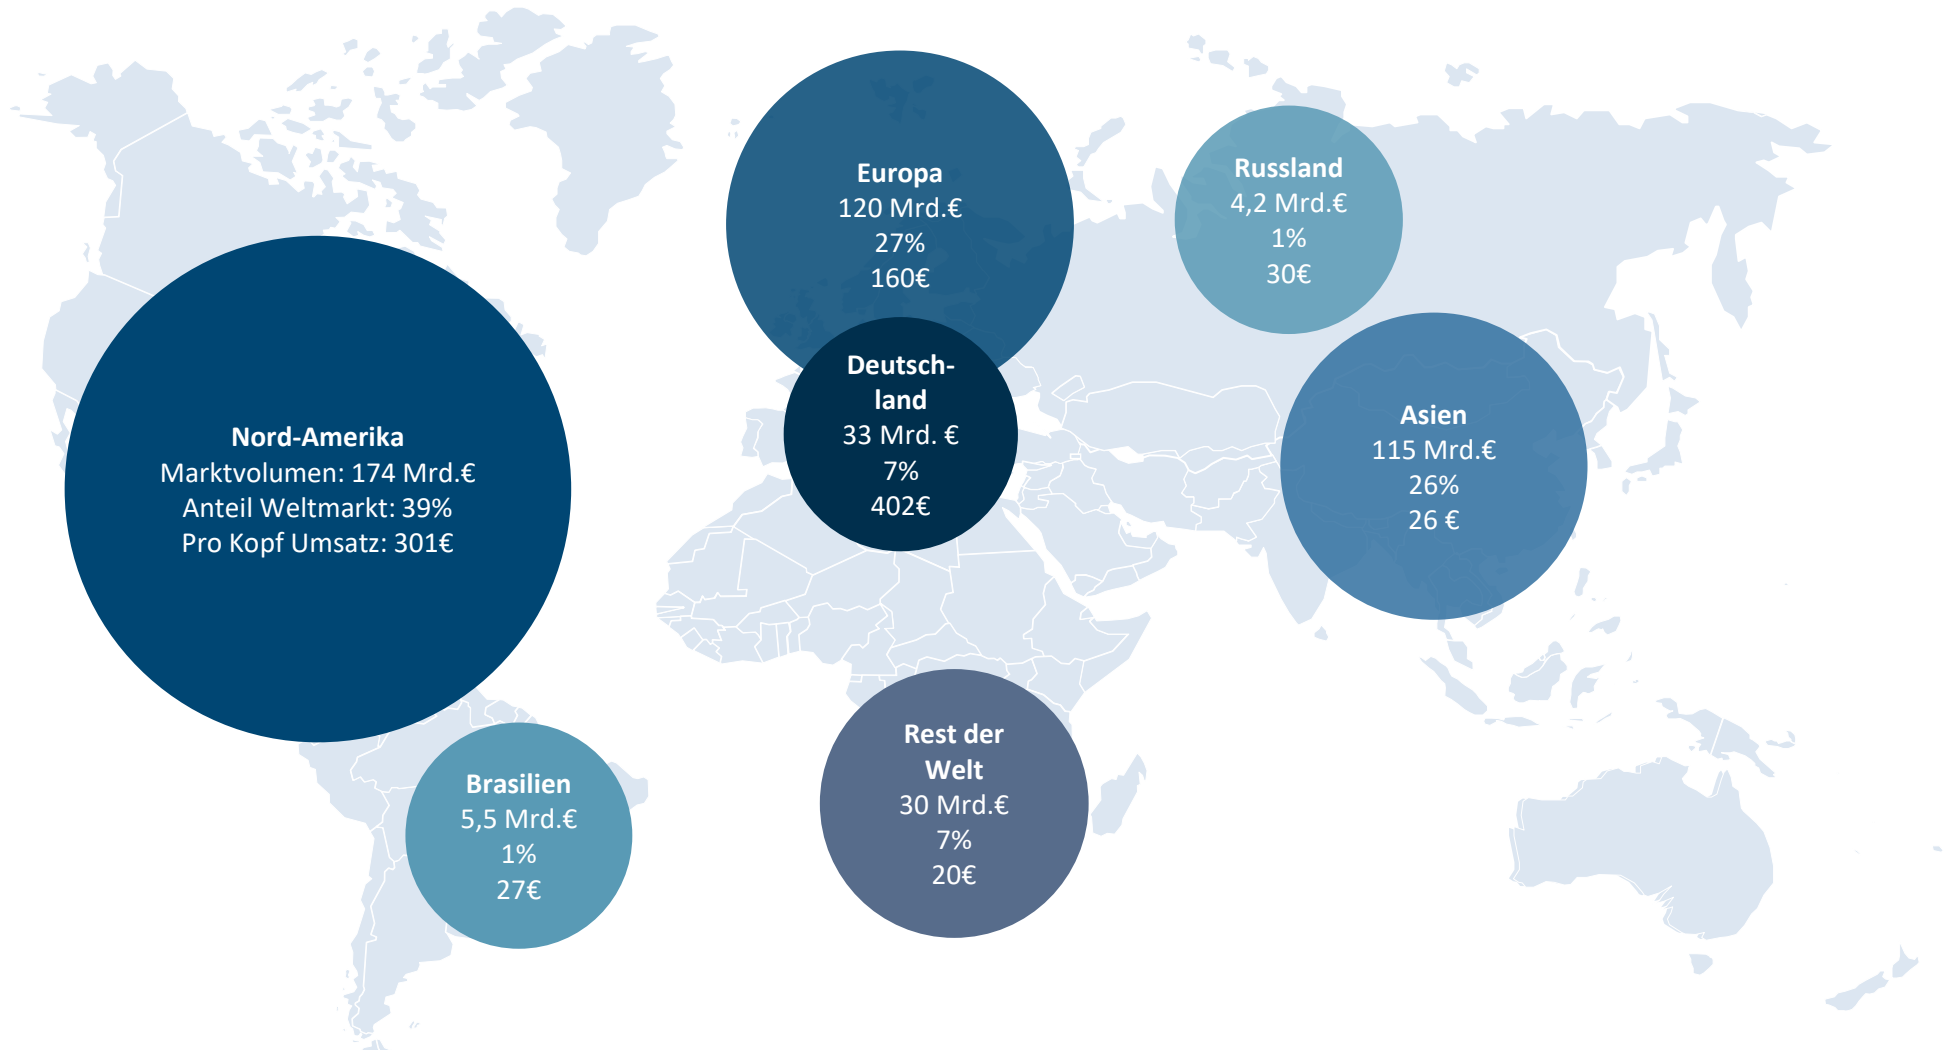 Europa
120 Mrd.€
27%
160€
Russland
4,2 Mrd.€
1%
30€
Deutsch-
land
33 Mrd. €
7%
402€
Nord-Amerika
Marktvolumen: 174 Mrd.€
Anteil Weltmarkt: 39%
Pro Kopf Umsatz: 301€
Asien
115 Mrd.€
26%
26 €
Brasilien
5,5 Mrd.€
1%
27€
Rest der
Welt
30 Mrd.€
7%
20€